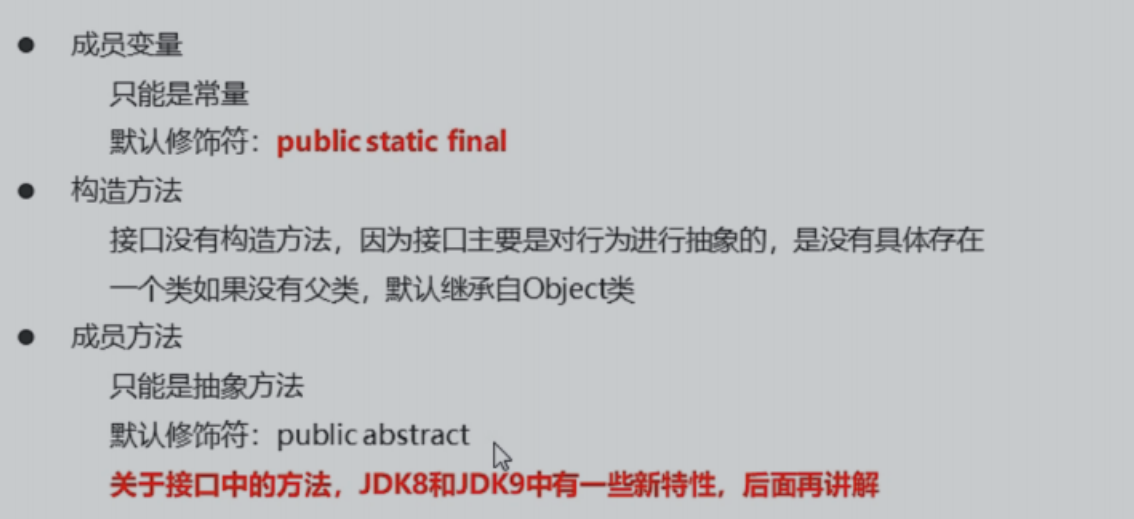 ● 成员变量
只能是常量
默认修饰符：public static final
● 构造方法
接口没有构造方法，因为接口主要是对行为进行抽象的，是没有具体存在
一个类如果没有父类，默认继承自Object类
● 成员方法
只能是抽象方法
默认修饰符：public abstract
关于接口中的方法，JDK8和JDK9中有一些新特性，后面再讲解